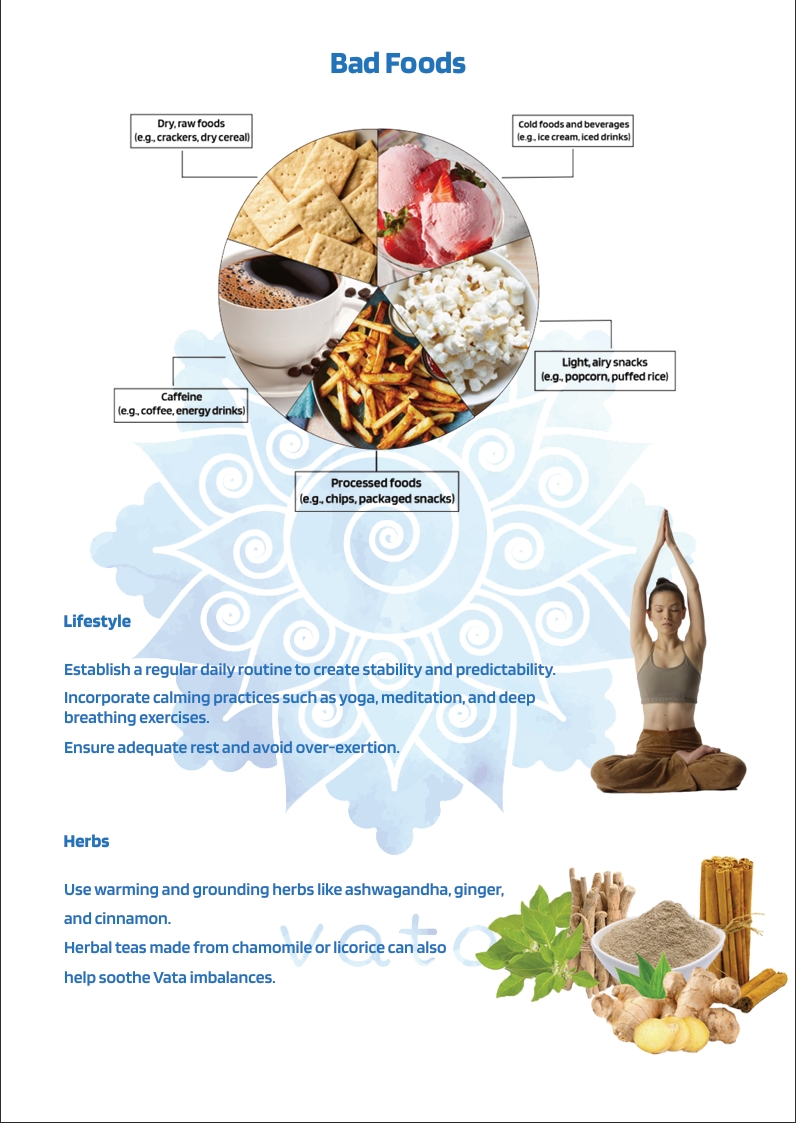 Bad Foods
Dry, raw foods
(e.g., crackers, dry cereal)
Cold foods and beverages
(e.g., ice cream, iced drinks)
Light, airy snacks
(e.g., popcorn, puffed rice)
Caffeine
(e.g., coffee, energy drinks)
Processed foods
(e.g., chips, packaged snacks)
Lifestyle
Establish a regular daily routine to create stability and predictability.
Incorporate calming practices such as yoga, meditation, and deep
breathing exercises.
Ensure adequate rest and avoid over-exertion.
Herbs
Use warming and grounding herbs like ashwagandha, ginger,
and cinnamon.
vata
Herbal teas made from chamomile or licorice can also
help soothe Vata imbalances.